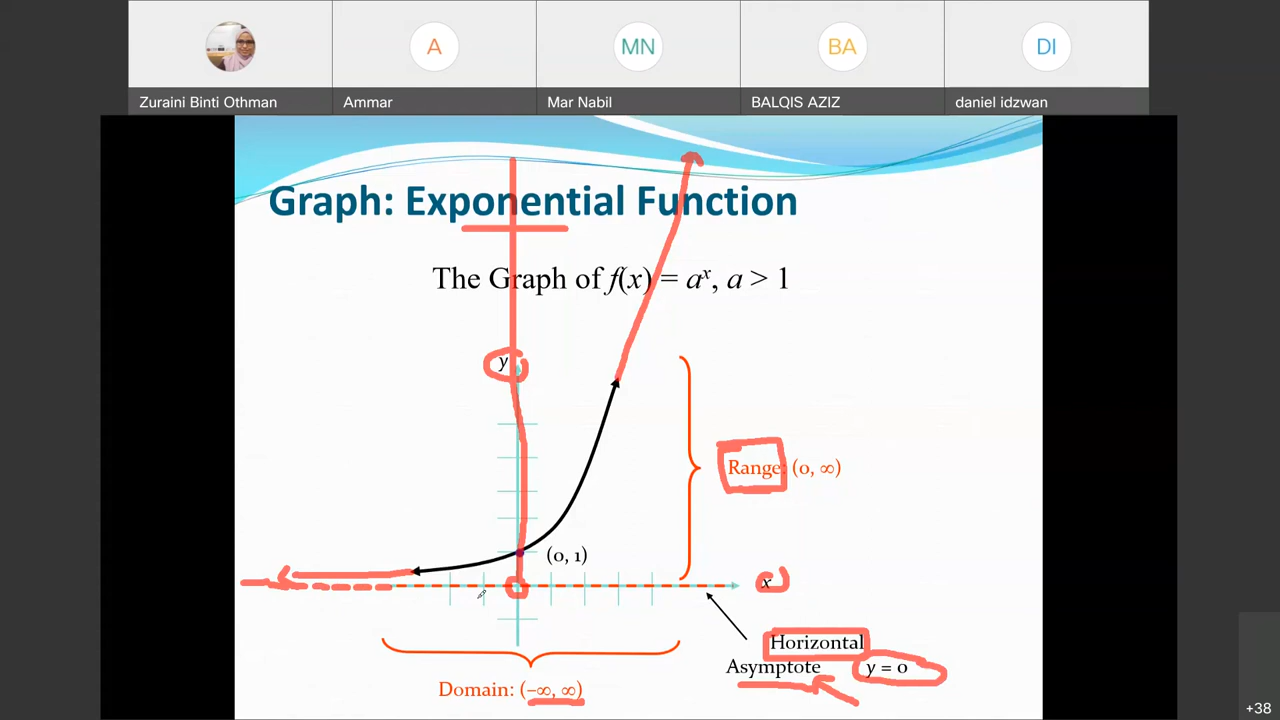 A
MN
BA
DI
Zuraini Binti Othman
Ammar
Mar Nabil
BALQIS AZIZ
daniel idzwan
Graph: Exponential Function
The Graph of f(x) = aˣ, a > 1
y
Range: (0, ∞)
(0, 1)
x
Horizontal
Asymptote y = 0
Domain: (–∞, ∞)
+38